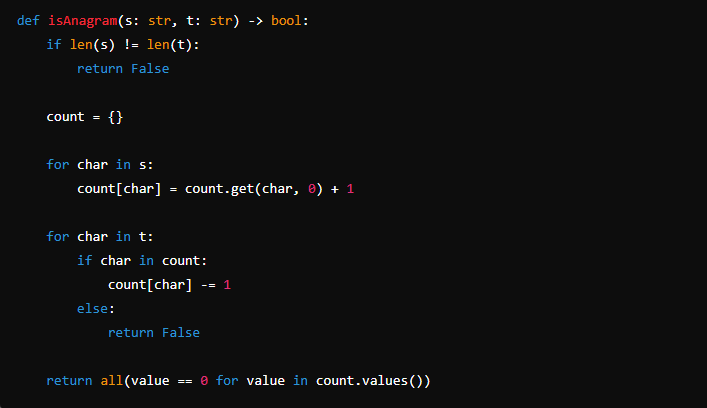 def isAnagram(s: str, t: str) -> bool:
    if len(s) != len(t):
        return False

    count = {}

    for char in s:
        count[char] = count.get(char, 0) + 1

    for char in t:
        if char in count:
            count[char] -= 1
        else:
            return False

    return all(value == 0 for value in count.values())